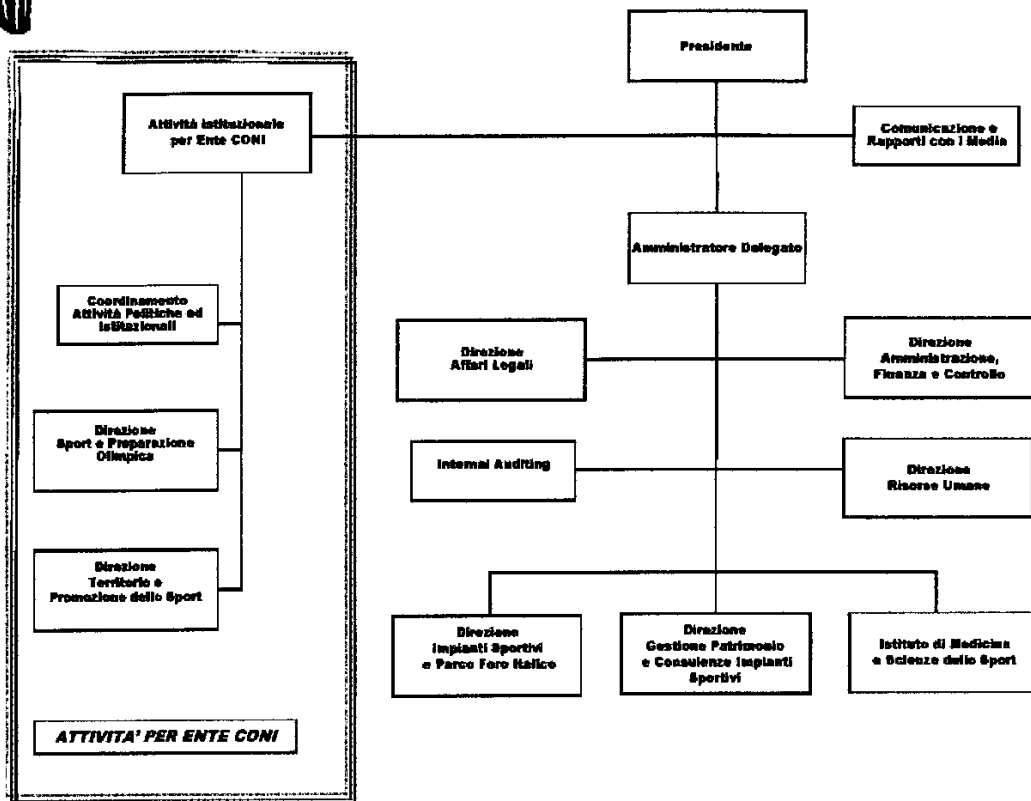 Presidente
Attività Istituzionale
per Ente CONI
Comunicazione e
Rapporti con i Media
Amministratore Delegato
Coordinamento
Attività Politiche ed
Istituzionali
Direzione
Affari Legali
Direzione
Amministrazione,
Finanza e Controllo
Direzione
Sport e Preparazione
Olimpica
Internal Auditing
Direzione
Risorse Umane
Direzione
Territorio e
Promozione dello Sport
Direzione
Impianti Sportivi
e Parco Foro Italico
Direzione
Gestione Patrimonio
e Consulenze Impianti
Sportivi
Istituto di Medicina
e Scienze dello Sport
ATTIVITA' PER ENTE CONI